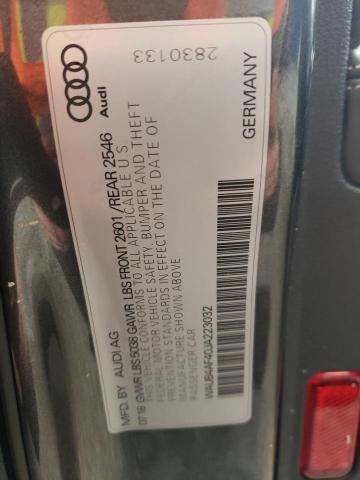 Audi
2830133
MFD. BY AUDI AG
07.18 GVWR LBS 5038 GAWR LBS FRONT 2601/REAR 2546
THIS VEHICLE CONFORMS TO ALL APPLICABLE U S
FEDERAL MOTOR VEHICLE SAFETY, BUMPER AND THEFT
PREVENTION STANDARDS IN EFFECT ON THE DATE OF
MANUFACTURE SHOWN ABOVE
PASSENGER CAR
WAUB4AF40JA223032
GERMANY